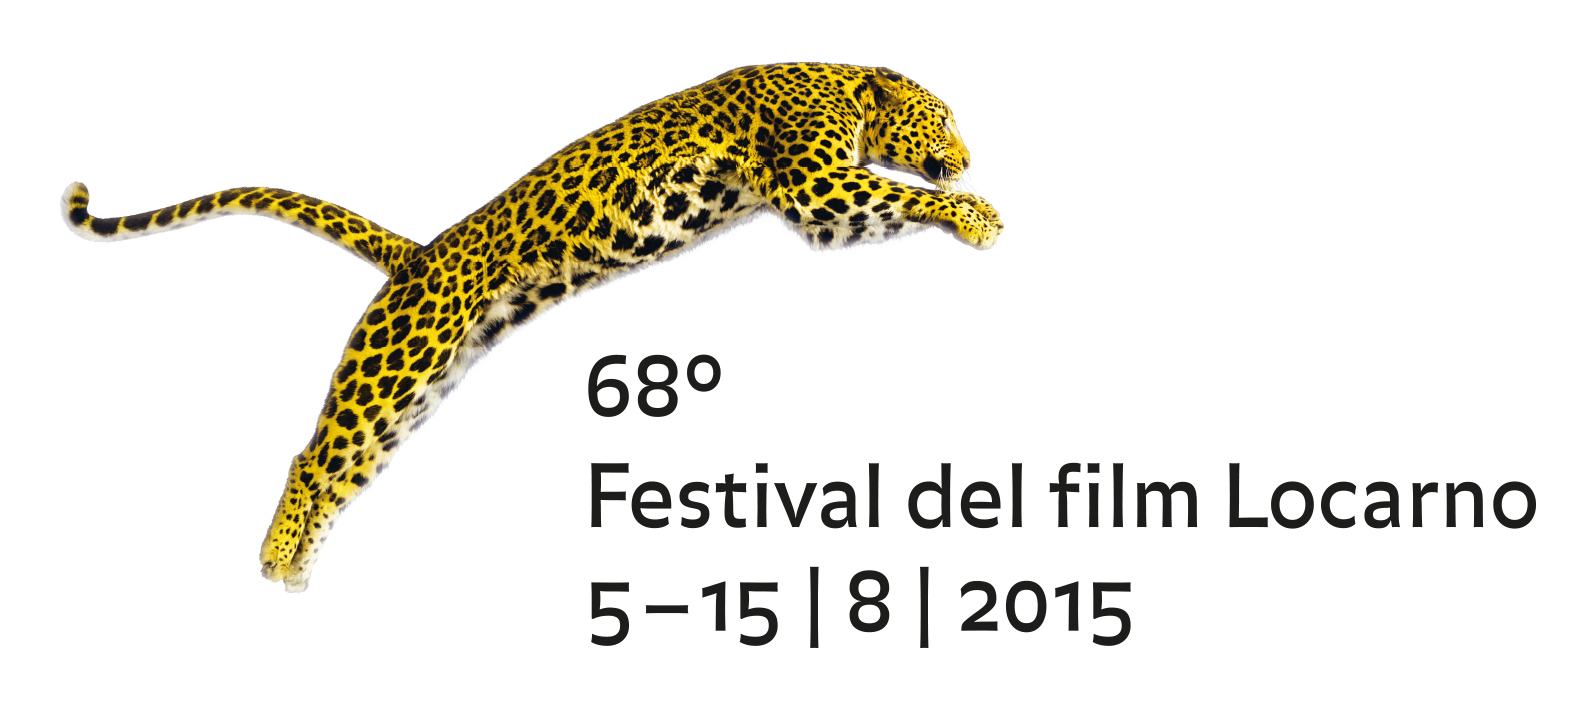 68º
Festival del film Locarno
5–15 | 8 | 2015